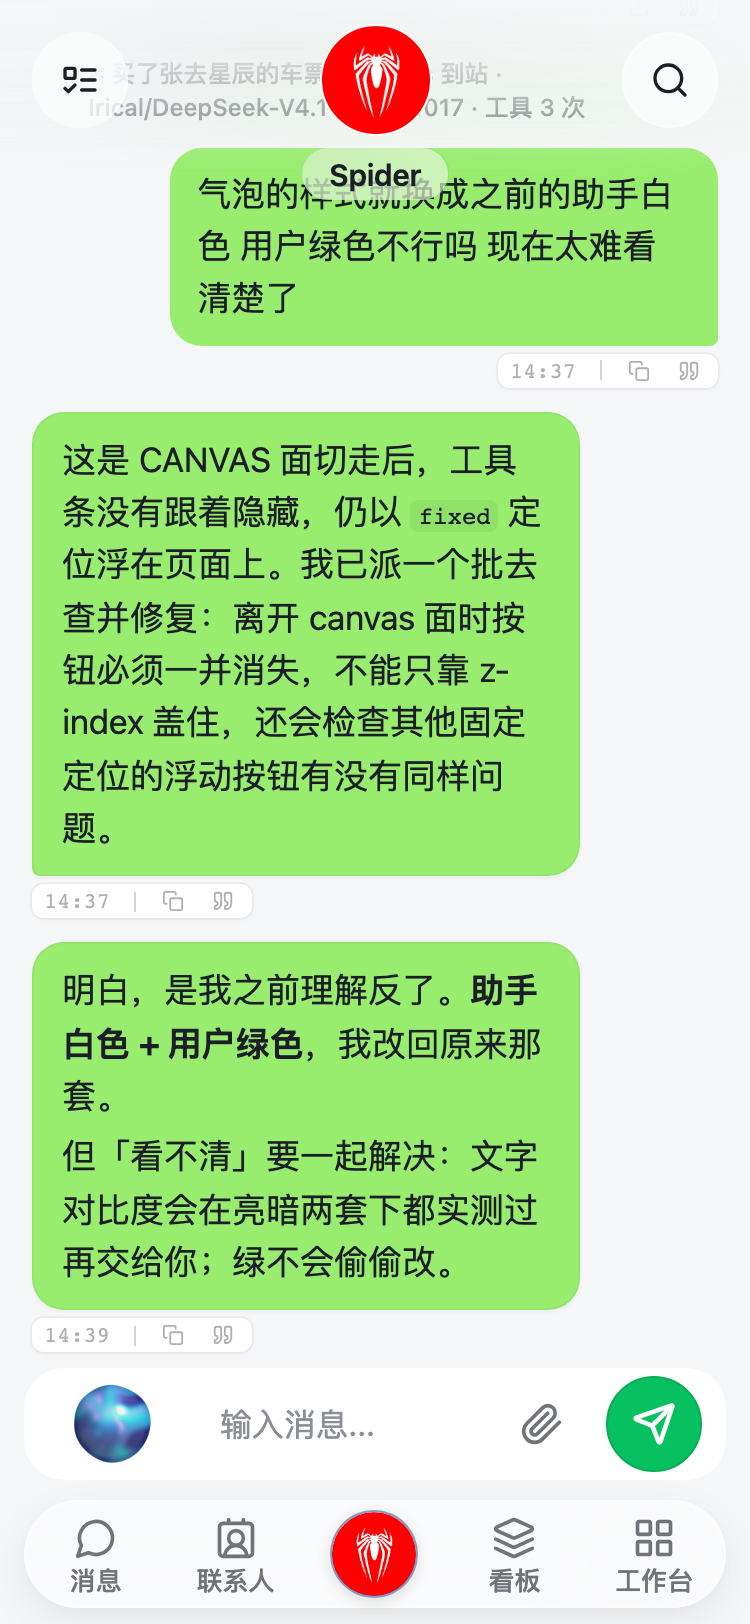 买了张去星辰的车票 到站 ·
lrical/DeepSeek-V4.1 017 · 工具 3 次
Spider
气泡的样式就换成之前的助手白
色 用户绿色不行吗 现在太难看
清楚了
14:37
这是 CANVAS 面切走后，工具
条没有跟着隐藏，仍以 fixed 定
位浮在页面上。我已派一个批去
查并修复：离开 canvas 面时按
钮必须一并消失，不能只靠 z-
index 盖住，还会检查其他固定
定位的浮动按钮有没有同样问
题。
14:37
明白，是我之前理解反了。助手
白色 + 用户绿色，我改回原来那
套。
但「看不清」要一起解决：文字
对比度会在亮暗两套下都实测过
再交给你；绿不会偷偷改。
14:39
输入消息...
消息
联系人
看板
工作台